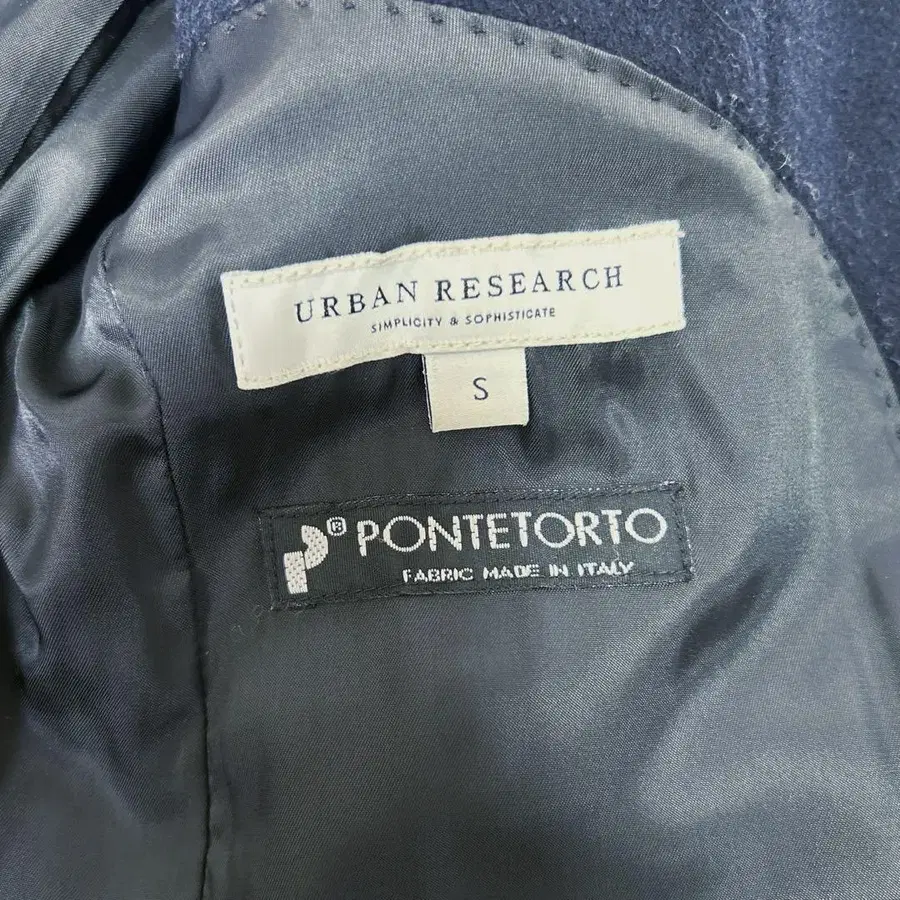 URBAN RESEARCH
SIMPLICITY & SOPHISTICATE
S
® PONTETORTO
FABRIC MADE IN ITALY